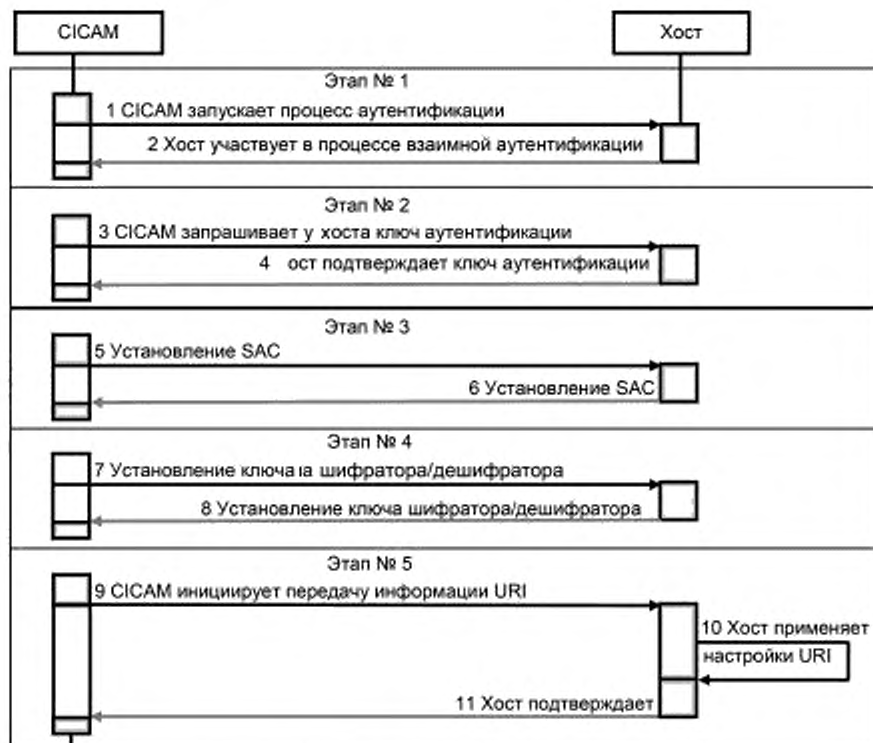 CICAM
Хост
Этап № 1
1 CICAM запускает процесс аутентификации
2 Хост участвует в процессе взаимной аутентификации
Этап № 2
3 CICAM запрашивает у хоста ключ аутентификации
4 ост подтверждает ключ аутентификации
Этап № 3
5 Установление SAC
6 Установление SAC
Этап № 4
7 Установление ключа на шифратора/дешифратора
8 Установление ключа шифратора/дешифратора
Этап № 5
9 CICAM инициирует передачу информации URI
10 Хост применяет
настройки URI
11 Хост подтверждает